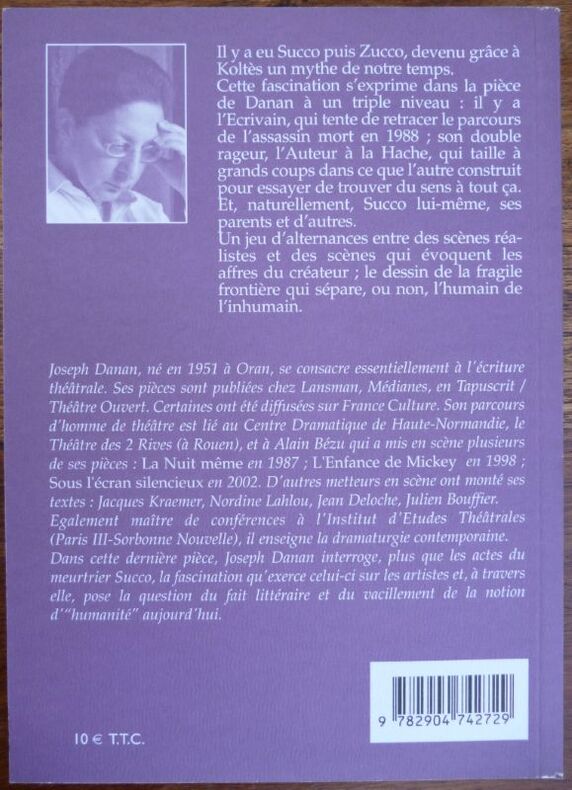 Il y a eu Succo puis Zucco, devenu grâce à
Koltès un mythe de notre temps.
Cette fascination s'exprime dans la pièce
de Danan à un triple niveau : il y a
l'Ecrivain, qui tente de retracer le parcours
de l'assassin mort en 1988 ; son double
rageur, l'Auteur à la Hache, qui taille à
grands coups dans ce que l'autre construit
pour essayer de trouver du sens à tout ça.
Et, naturellement, Succo lui-même, ses
parents et d'autres.
Un jeu d'alternances entre des scènes réa-
listes et des scènes qui évoquent les
affres du créateur ; le dessin de la fragile
frontière qui sépare, ou non, l'humain de
l'inhumain.
Joseph Danan, né en 1951 à Oran, se consacre essentiellement à l'écriture
théâtrale. Ses pièces sont publiées chez Lansman, Médianes, en Tapuscrit /
Théâtre Ouvert. Certaines ont été diffusées sur France Culture. Son parcours
d'homme de théâtre est lié au Centre Dramatique de Haute-Normandie, le
Théâtre des 2 Rives (à Rouen), et à Alain Bézu qui a mis en scène plusieurs
de ses pièces : La Nuit même en 1987 ; L'Enfance de Mickey en 1998 ;
Sous l'écran silencieux en 2002. D'autres metteurs en scène ont monté ses
textes : Jacques Kraemer, Nordine Lahlou, Jean Deloche, Julien Bouffier.
Egalement maître de conférences à l'Institut d'Etudes Théâtrales
(Paris III-Sorbonne Nouvelle), il enseigne la dramaturgie contemporaine.
Dans cette dernière pièce, Joseph Danan interroge, plus que les actes du
meurtrier Succo, la fascination qu'exerce celui-ci sur les artistes et, à travers
elle, pose la question du fait littéraire et du vacillement de la notion
d'“humanité” aujourd'hui.
9 782904 742729
10 € T.T.C.